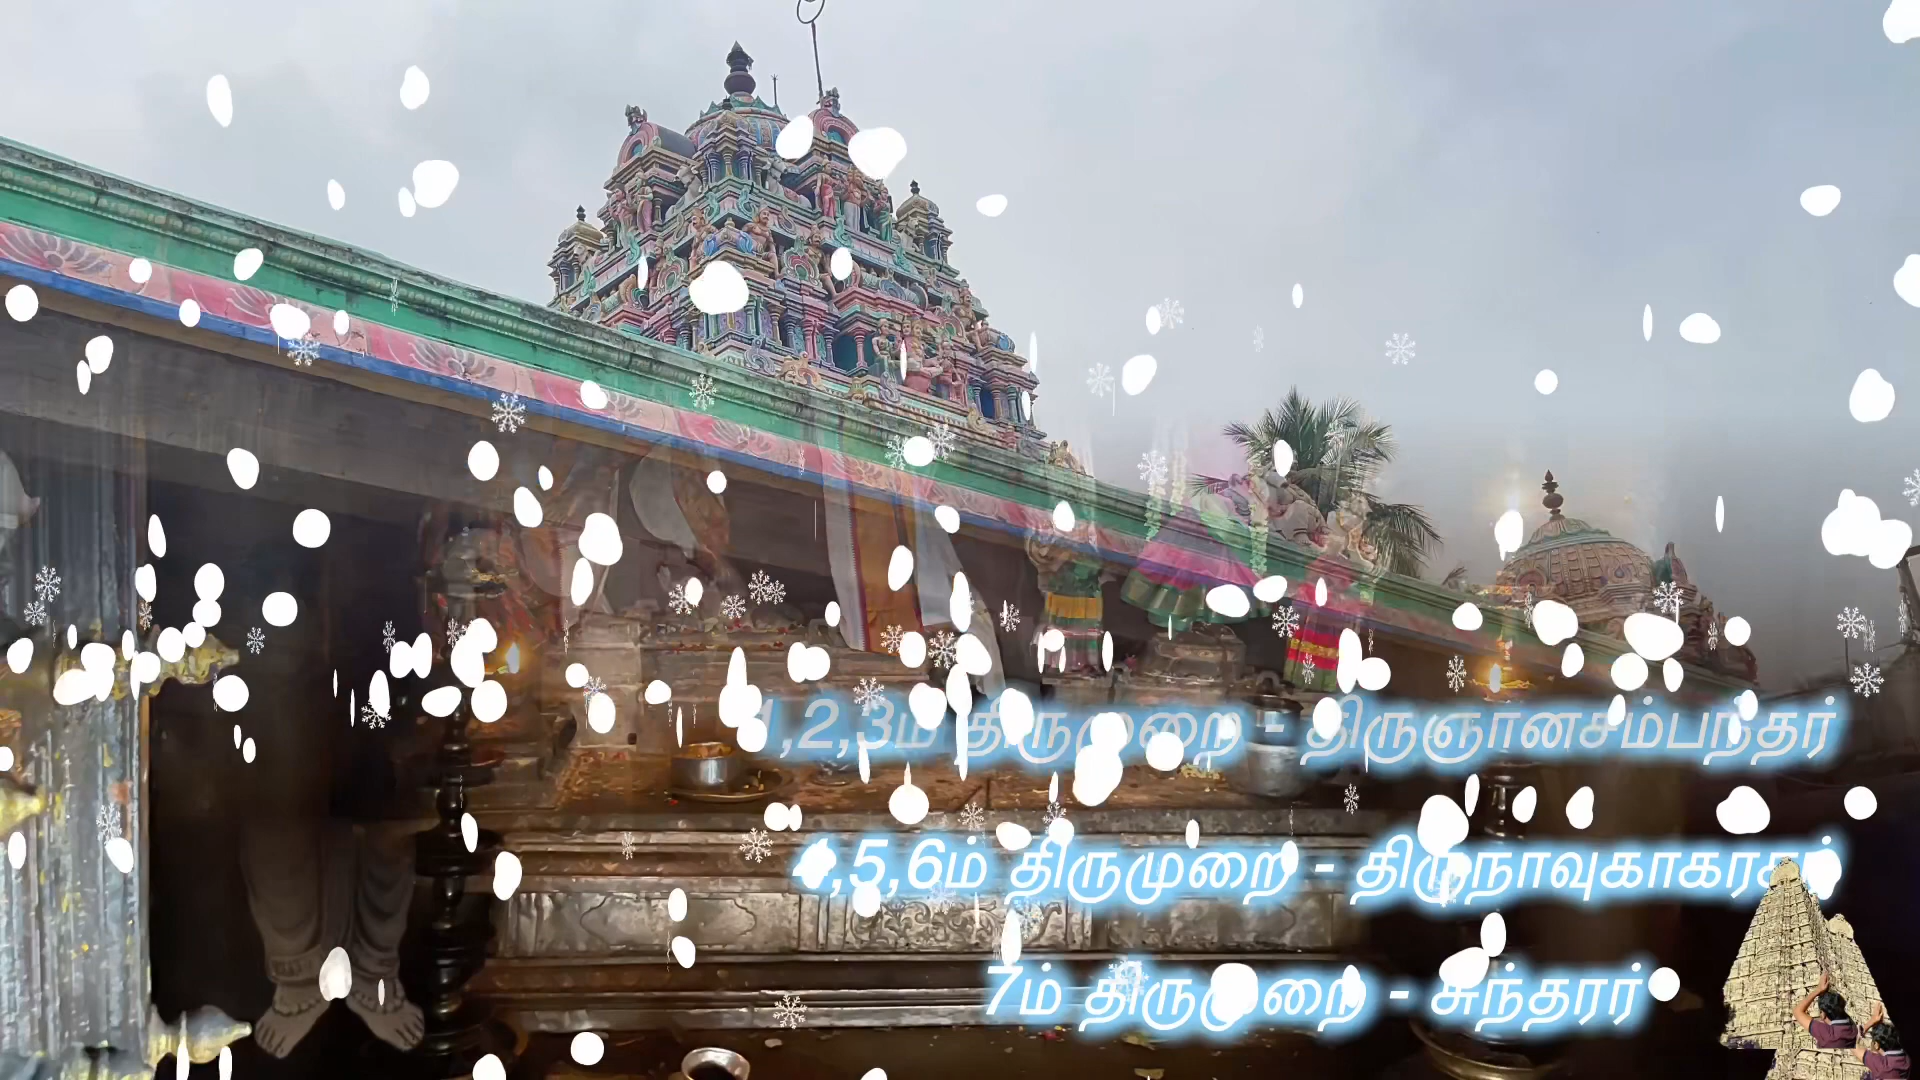 1,2,3ம் திருமுறை - திருஞானசம்பந்தர்
4,5,6ம் திருமுறை - திருநாவுகாகரசர்
7ம் திருமுறை - சுந்தரர்